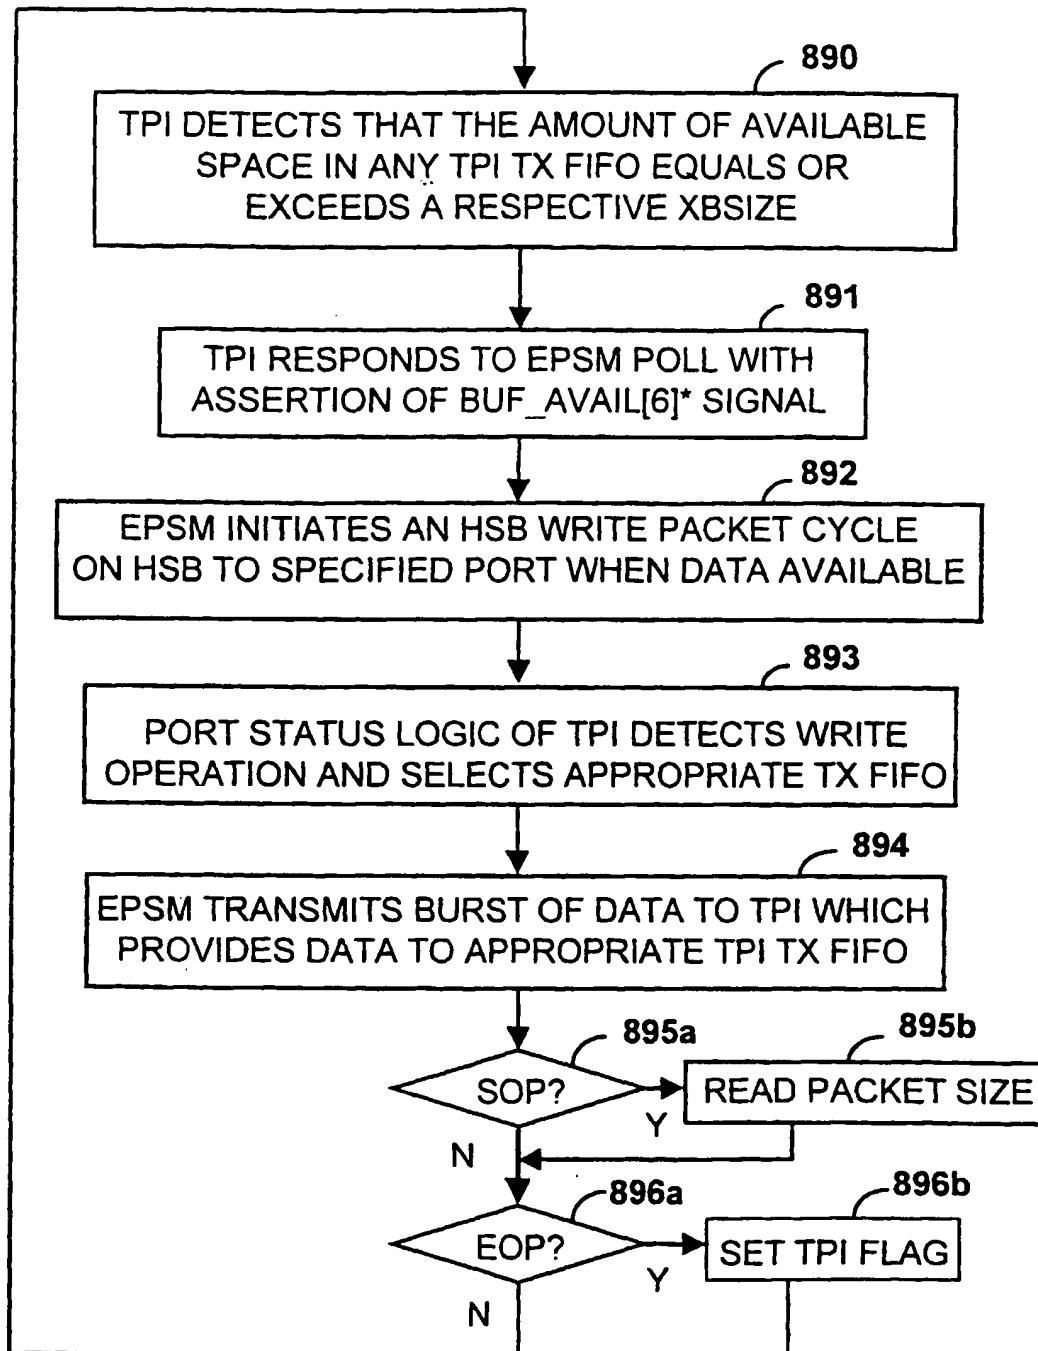 890
TPI DETECTS THAT THE AMOUNT OF AVAILABLE
SPACE IN ANY TPI TX FIFO EQUALS OR
EXCEEDS A RESPECTIVE XBSIZE
891
TPI RESPONDS TO EPSM POLL WITH
ASSERTION OF BUF_AVAIL[6]* SIGNAL
892
EPSM INITIATES AN HSB WRITE PACKET CYCLE
ON HSB TO SPECIFIED PORT WHEN DATA AVAILABLE
893
PORT STATUS LOGIC OF TPI DETECTS WRITE
OPERATION AND SELECTS APPROPRIATE TX FIFO
894
EPSM TRANSMITS BURST OF DATA TO TPI WHICH
PROVIDES DATA TO APPROPRIATE TPI TX FIFO
895a
895b
SOP?
READ PACKET SIZE
Y
N
896a
896b
EOP?
SET TPI FLAG
Y
N